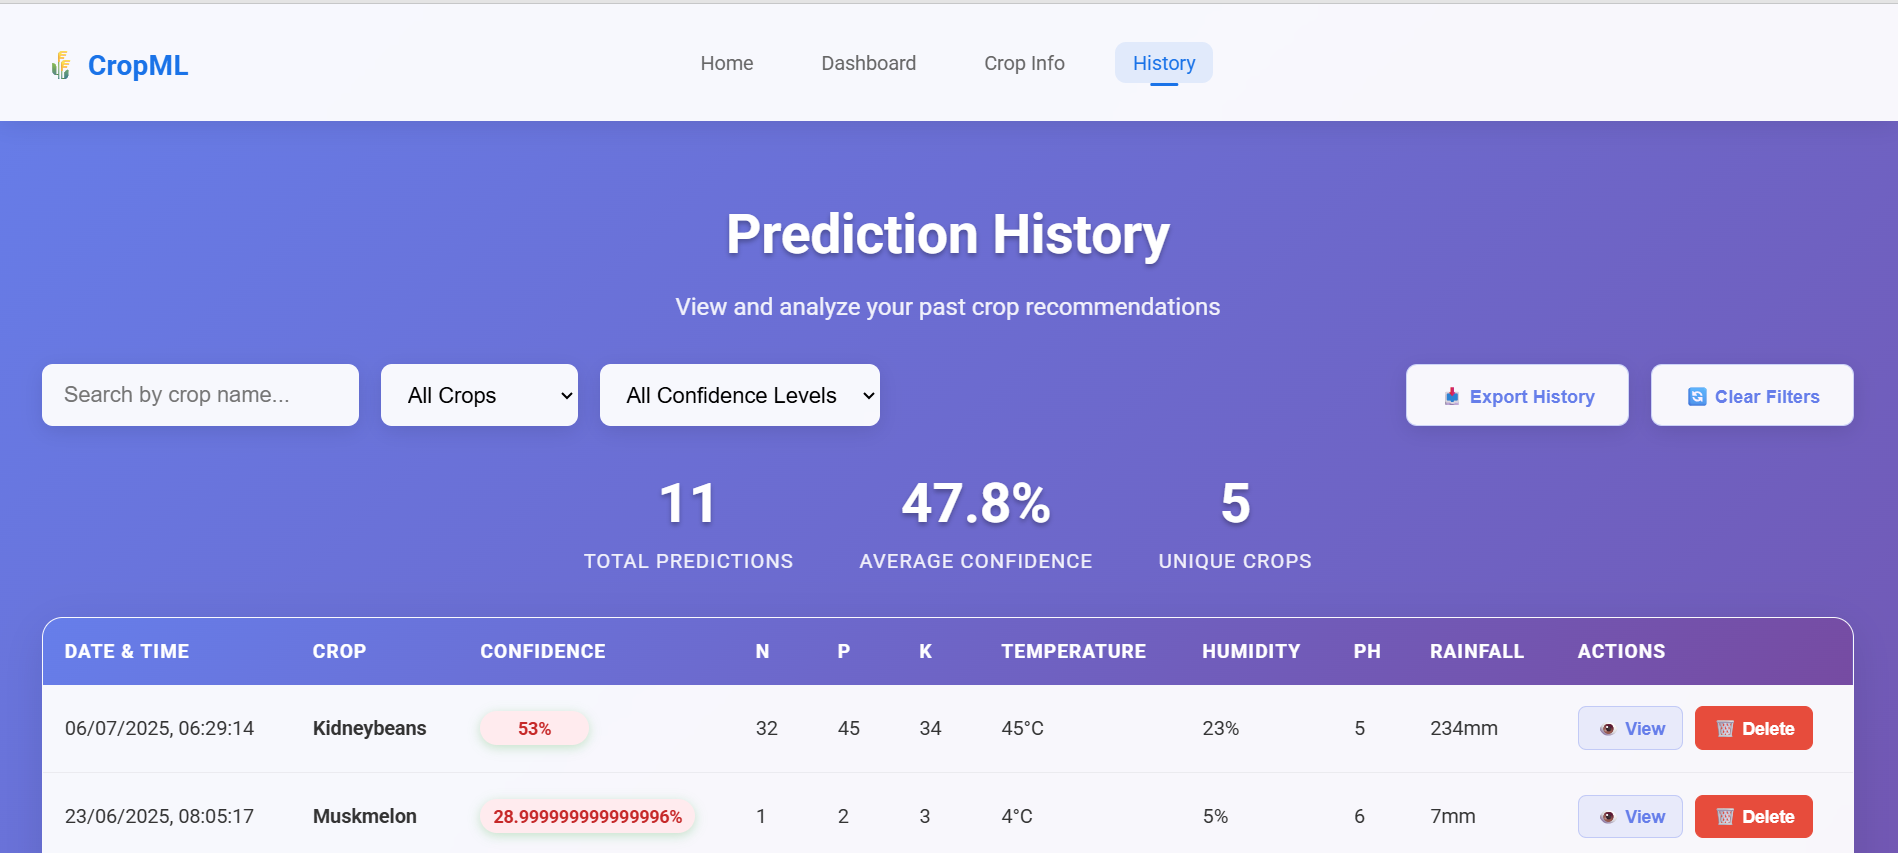 CropML
Home Dashboard Crop Info History
Prediction History
View and analyze your past crop recommendations
Search by crop name... All Crops All Confidence Levels Export History Clear Filters
11 47.8% 5
TOTAL PREDICTIONS AVERAGE CONFIDENCE UNIQUE CROPS
DATE & TIME CROP CONFIDENCE N P K TEMPERATURE HUMIDITY PH RAINFALL ACTIONS
06/07/2025, 06:29:14 Kidneybeans 53% 32 45 34 45°C 23% 5 234mm View Delete
23/06/2025, 08:05:17 Muskmelon 28.999999999999996% 1 2 3 4°C 5% 6 7mm View Delete